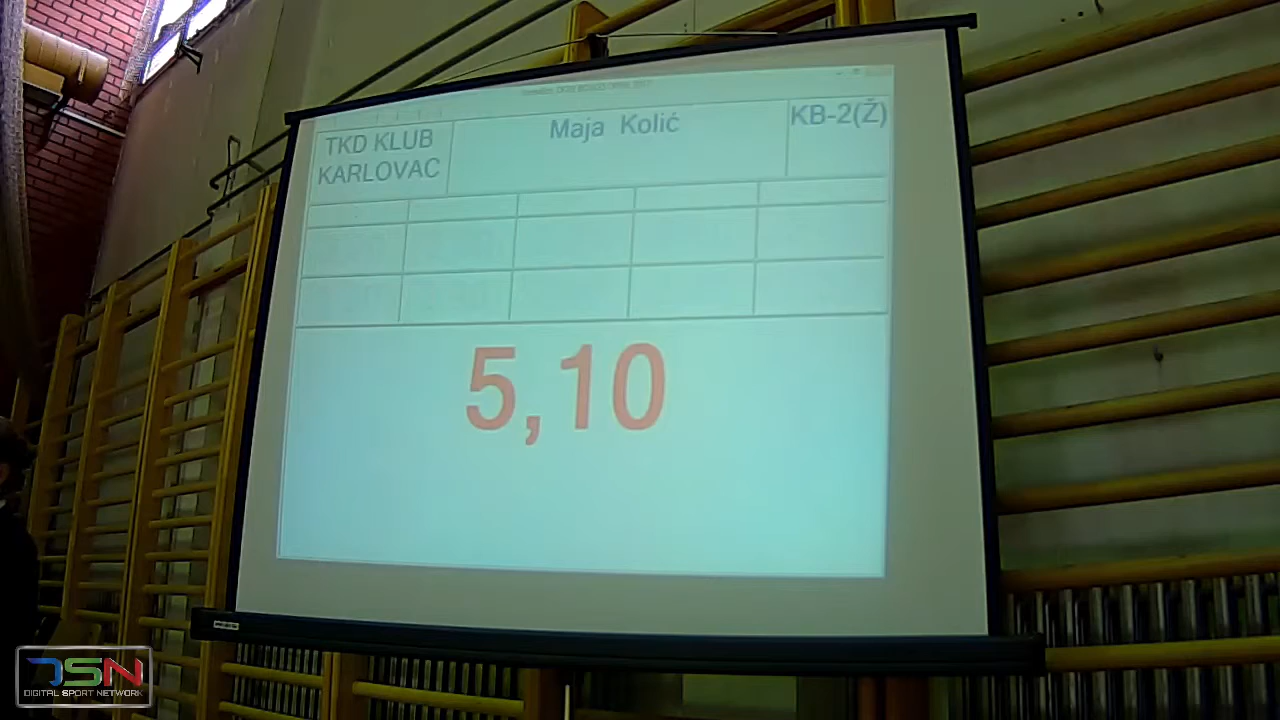 TKD KLUB
KARLOVAC
Maja Kolić
KB-2(Ž)
5,10
DSN
DIGITAL SPORT NETWORK